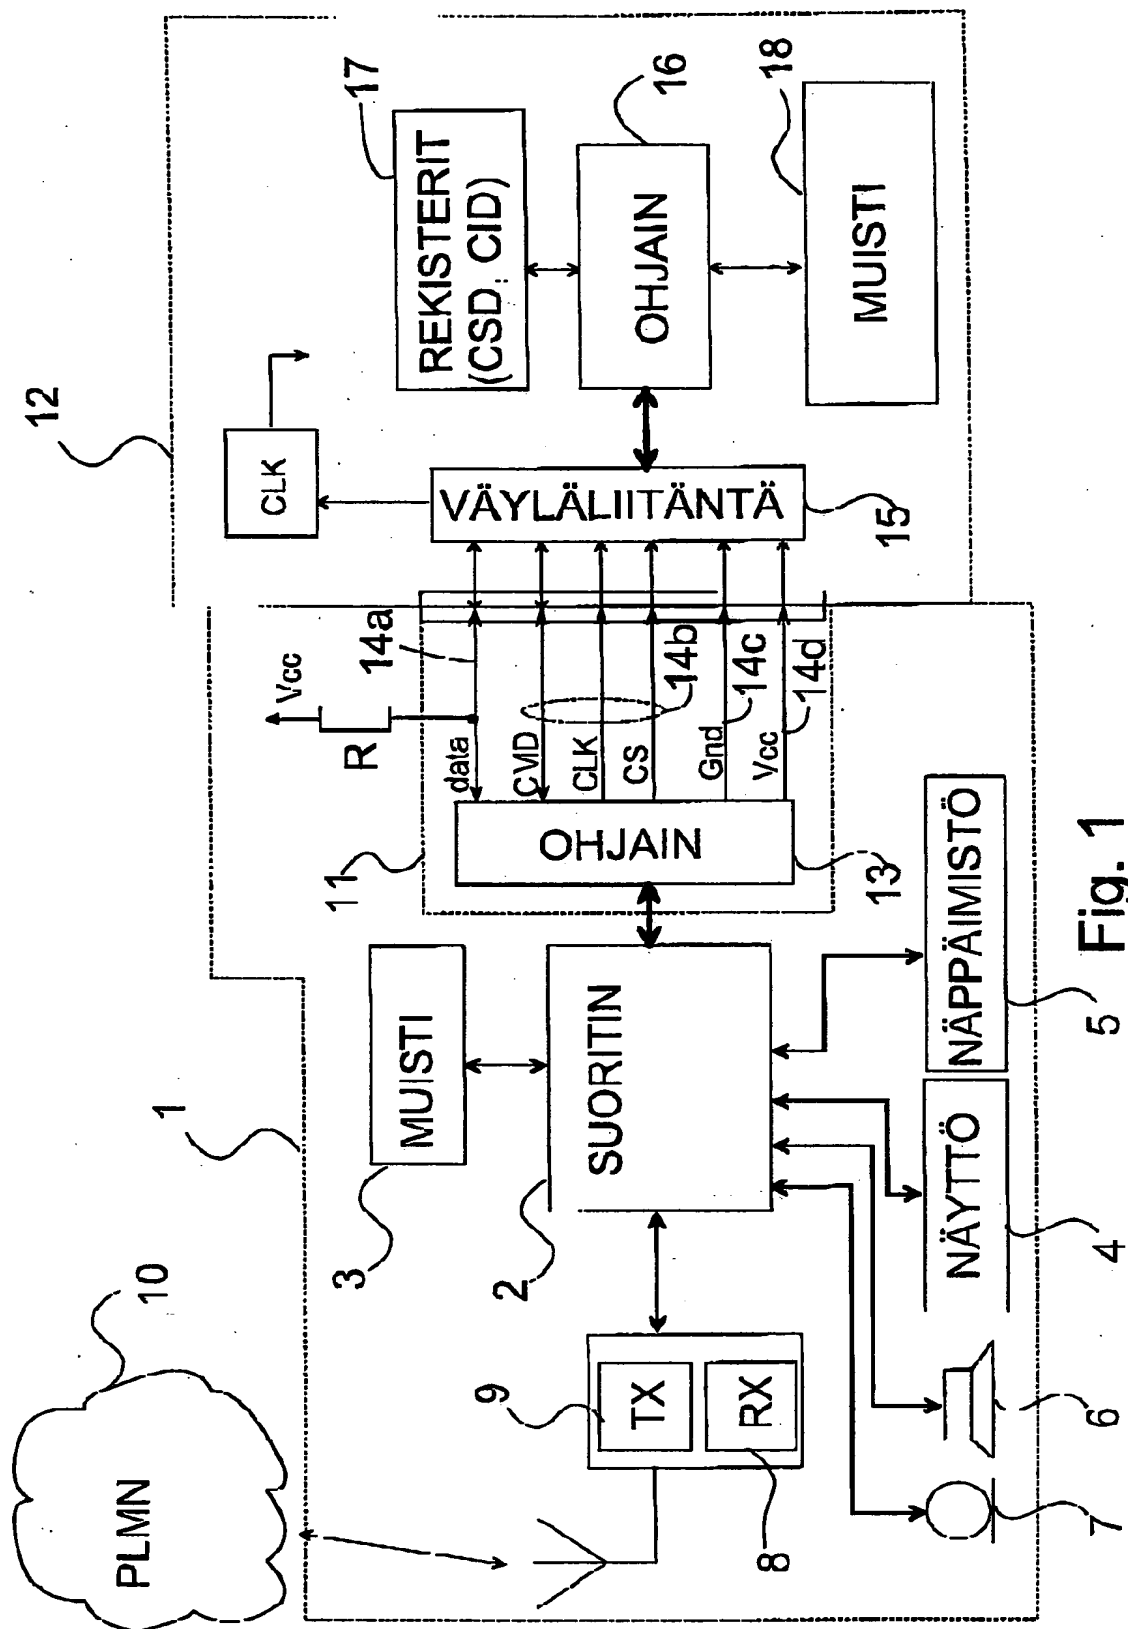 PLMN
10
1
12
3
MUISTI
2
SUORITIN
9
TX
RX
8
7
6
NÄYTTÖ
4
NÄPPÄIMISTÖ
5
11
OHJAIN
13
R
Vcc
data
CMD
CLK
CS
Gnd
Vcc
14a
14b
14c
14d
CLK
VÄYLÄLIITÄNTÄ
15
17
REKISTERIT
(CSD, CID)
16
OHJAIN
18
MUISTI
Fig. 1